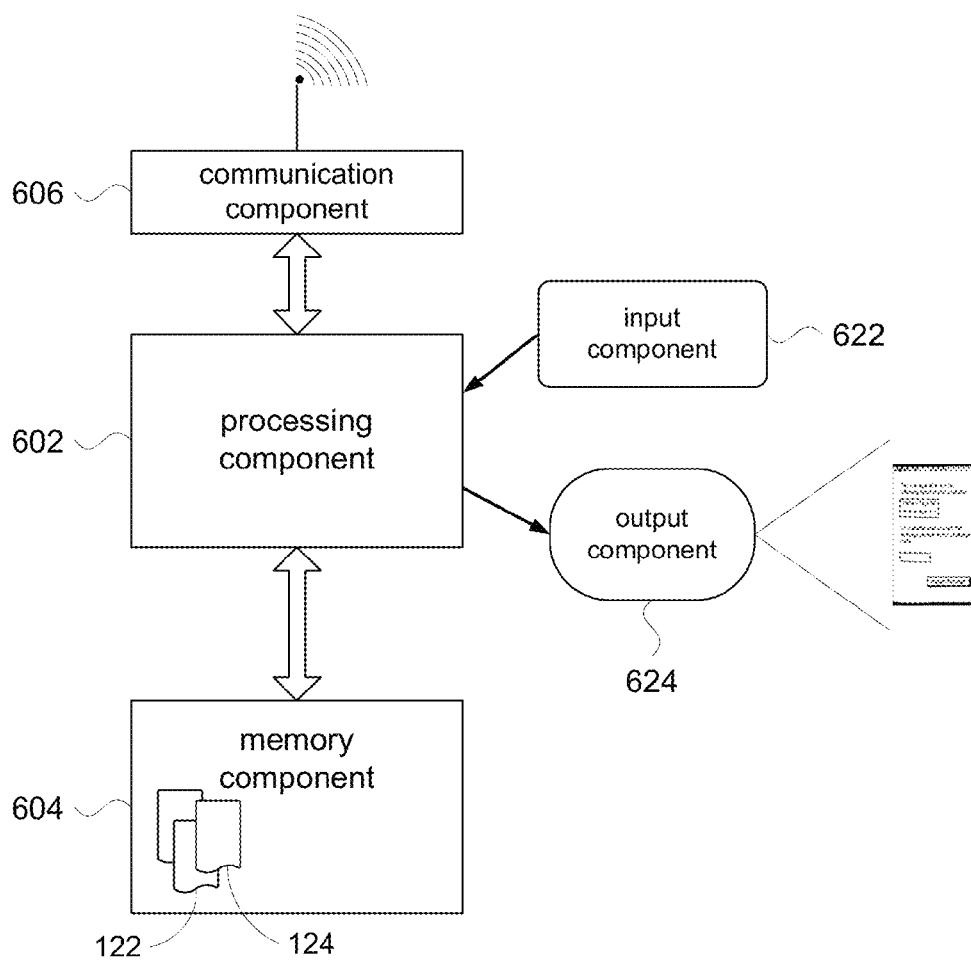 communication
component
606
input
component
622
processing
component
602
output
component
624
memory
component
604
122
124